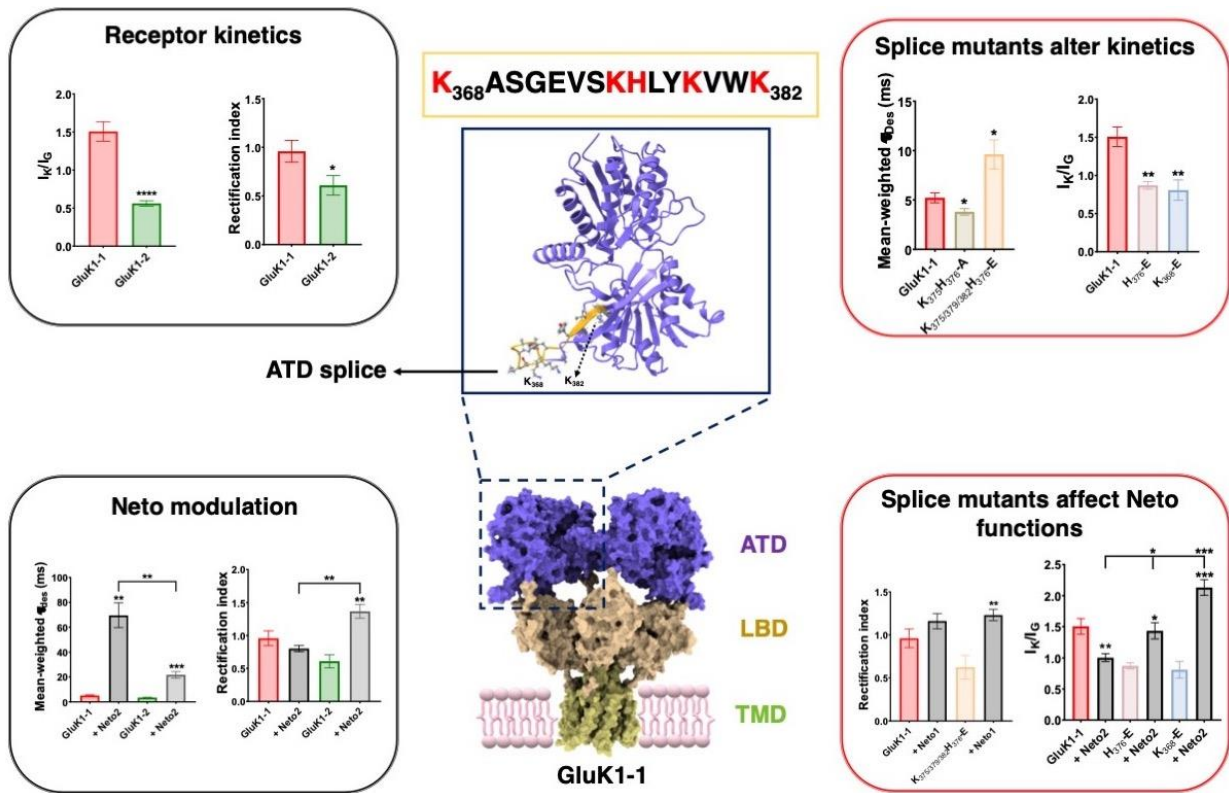 Receptor kinetics
I_K/I_G
2.0
1.5
1.0
0.5
0.0
****
GluK1-1
GluK1-2
Rectification index
1.5
1.0
0.5
0.0
*
GluK1-1
GluK1-2
K368ASGEVSKHLYKVWK382
K368
K382
ATD splice
Splice mutants alter kinetics
Mean-weighted τDes (ms)
15
10
5
0
*
*
GluK1-1
K375H376-A
K375/379/382H376-E
I_K/I_G
2.0
1.5
1.0
0.5
0.0
**
**
GluK1-1
H376-E
K368-E
Neto modulation
Mean-weighted τdes (ms)
100
80
60
40
20
0
**
**
***
GluK1-1
+ Neto2
GluK1-2
+ Neto2
Rectification index
2.0
1.5
1.0
0.5
0.0
**
**
GluK1-1
+ Neto2
GluK1-2
+ Neto2
ATD
LBD
TMD
GluK1-1
Splice mutants affect Neto
functions
Rectification index
1.5
1.0
0.5
0.0
**
GluK1-1
+ Neto1
K375/379/382H376-E
+ Neto1
I_K/I_G
2.5
2.0
1.5
1.0
0.5
0.0
*
***
**
*
***
GluK1-1
+ Neto2
H376-E
+ Neto2
K368-E
+ Neto2